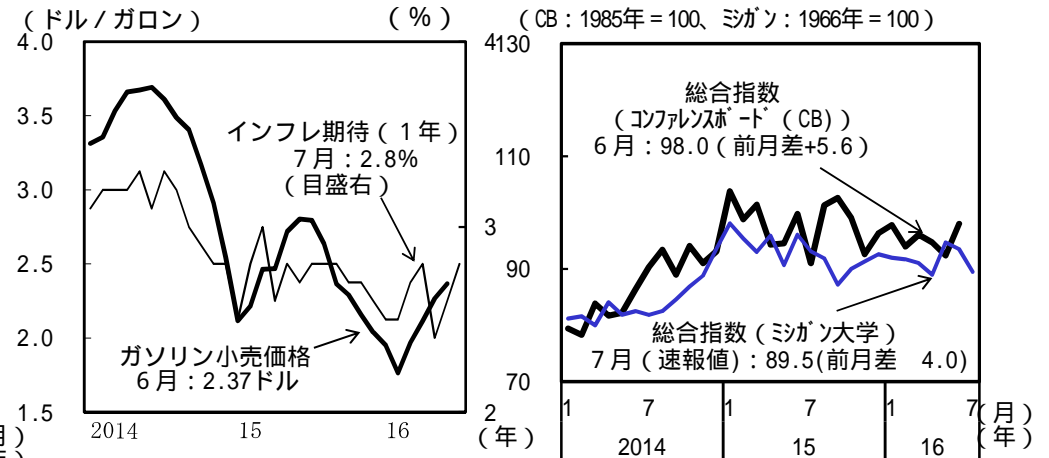 (ドル/ガロン) (%)
4.0
3.5
3.0
2.5
2.0
1.5
4
3
2
インフレ期待(1年)
7月:2.8%
(目盛右)
ガソリン小売価格
6月:2.37ドル
2014 15 16
(年)
(CB:1985年=100、ミシガン:1966年=100)
130
110
90
70
総合指数
(コンファレンスボード(CB))
6月:98.0(前月差+5.6)
総合指数(ミシガン大学)
7月(速報値):89.5(前月差 4.0)
1 7 1 7 1 7
(月)
2014 15 16
(年)
月)